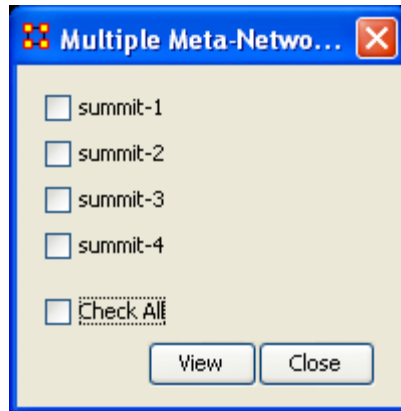 Multiple Meta-Netwo...
summit-1
summit-2
summit-3
summit-4
Check All
View Close